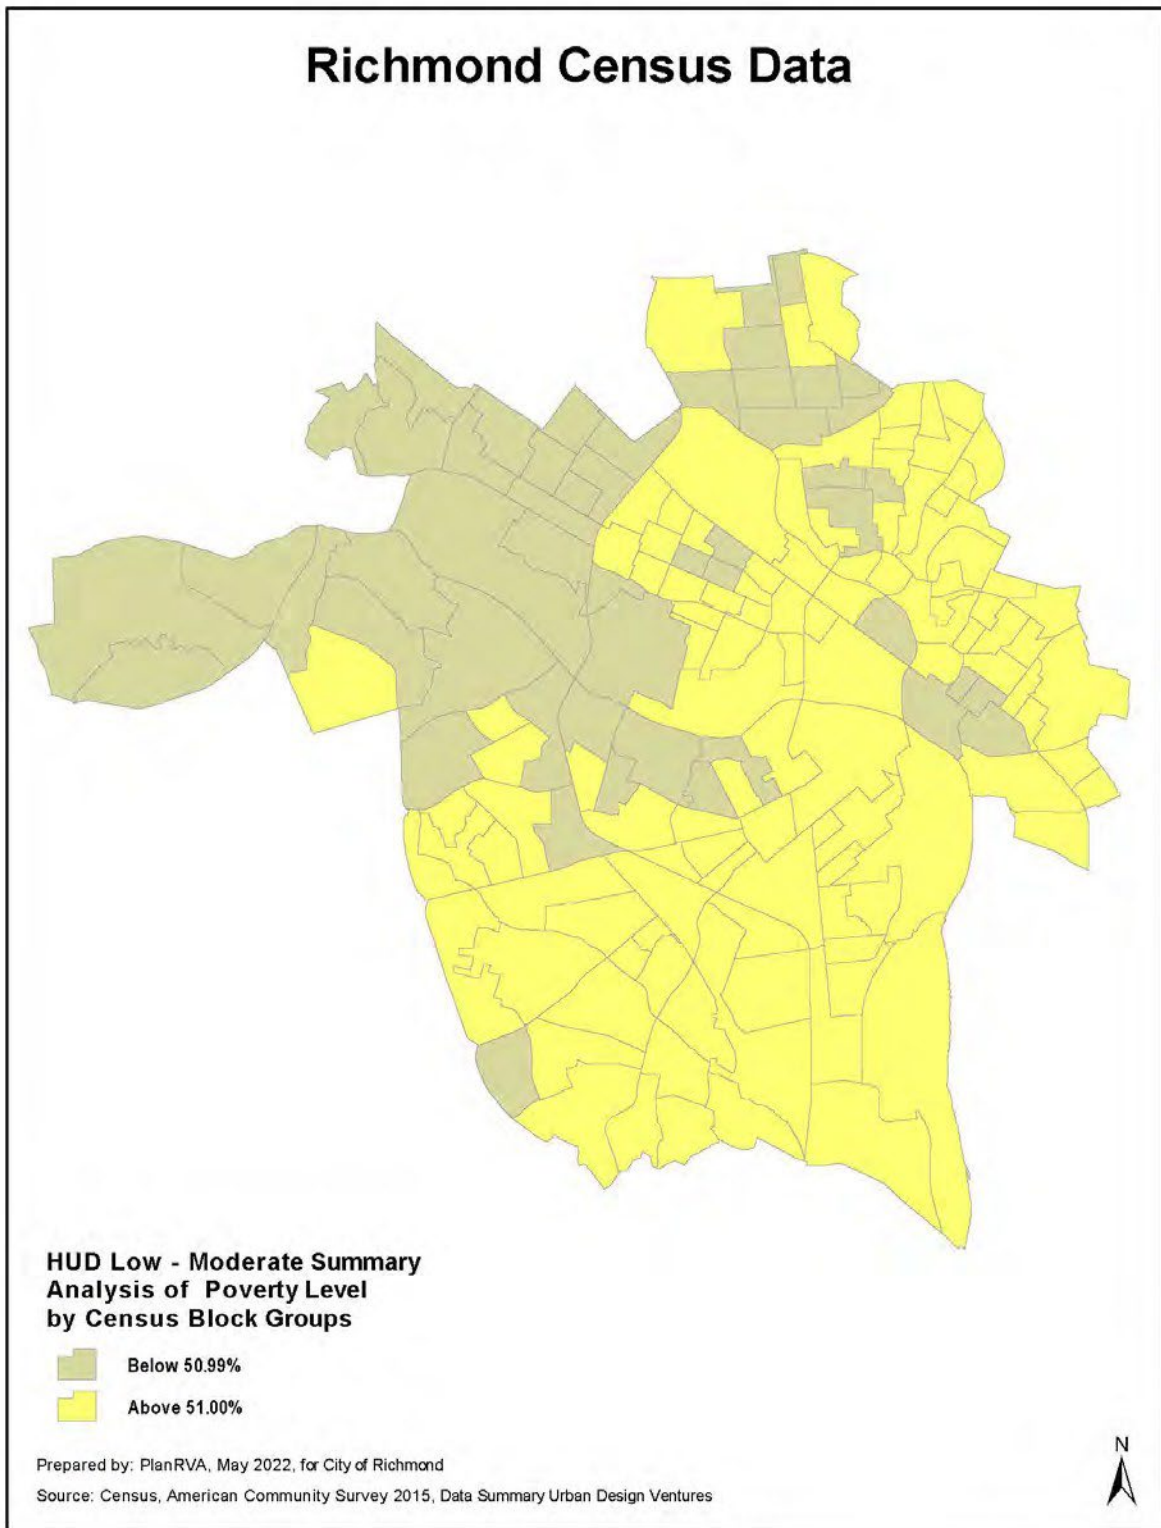 Richmond Census Data
HUD Low - Moderate Summary
Analysis of Poverty Level
by Census Block Groups
Below 50.99%
Above 51.00%
Prepared by: PlanRVA, May 2022, for City of Richmond
Source: Census, American Community Survey 2015, Data Summary Urban Design Ventures
N